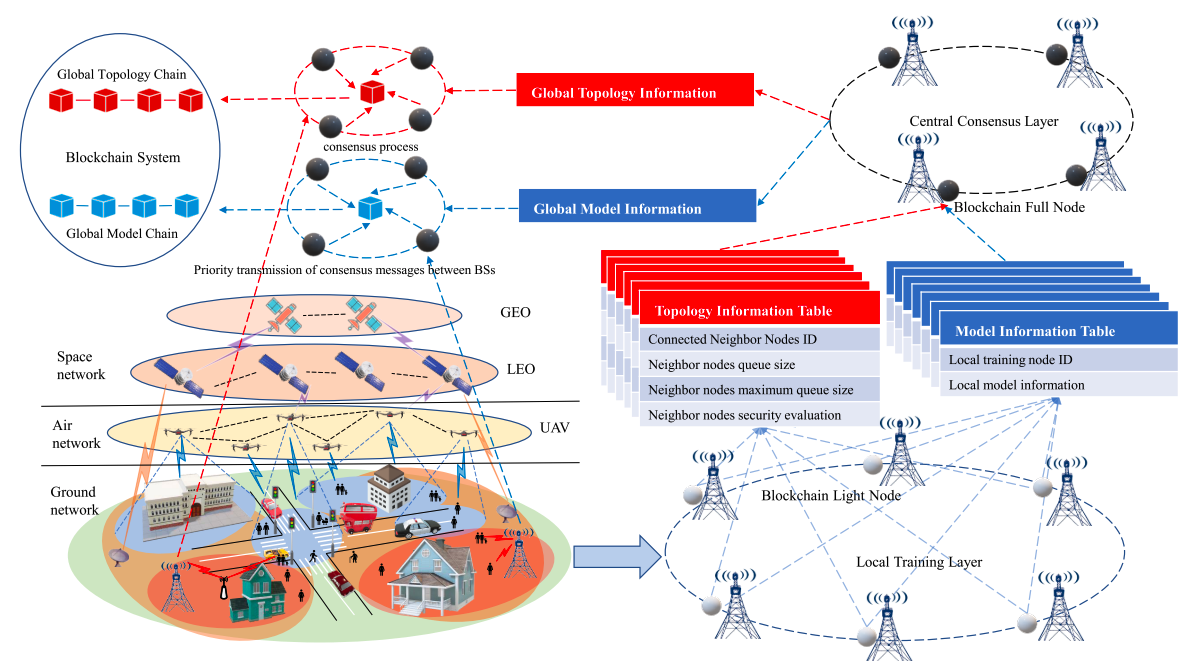 Global Topology Chain
Blockchain System
Global Model Chain
consensus process
Priority transmission of consensus messages between BSs
Global Topology Information
Global Model Information
Central Consensus Layer
Blockchain Full Node
GEO
Space
network
LEO
Air
network
UAV
Ground
network
Topology Information Table
Connected Neighbor Nodes ID
Neighbor nodes queue size
Neighbor nodes maximum queue size
Neighbor nodes security evaluation
Model Information Table
Local training node ID
Local model information
Blockchain Light Node
Local Training Layer